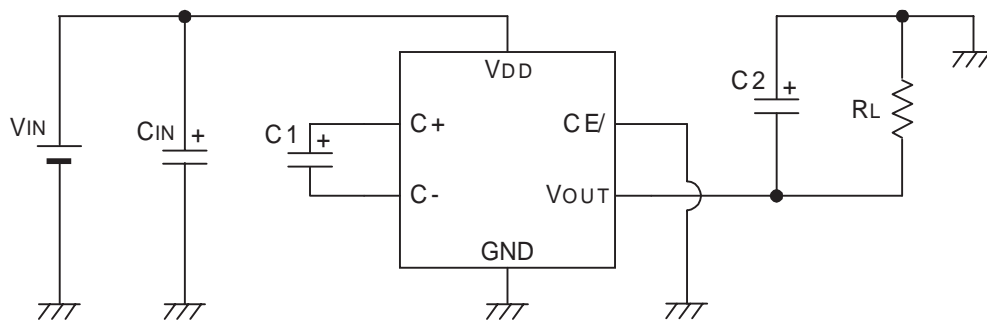 VDD
VIN
CIN
+
C1
+
C+
C-
CE/
VOUT
GND
C2
+
RL